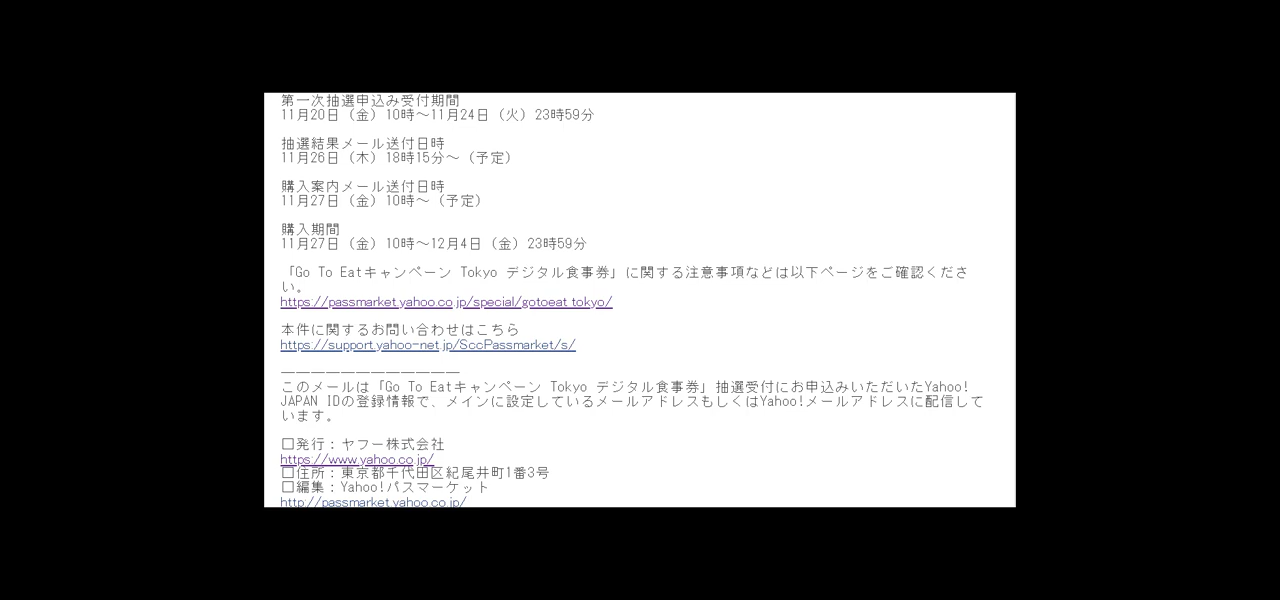 第一次抽選申込み受付期間
11月20日（金）10時～11月24日（火）23時59分
抽選結果メール送付日時
11月26日（木）18時15分～（予定）
購入案内メール送付日時
11月27日（金）10時～（予定）
購入期間
11月27日（金）10時～12月4日（金）23時59分
「Go To Eatキャンペーン Tokyo デジタル食事券」に関する注意事項などは以下ページをご確認くださ
い。
https://passmarket.yahoo.co.jp/special/gotoeat_tokyo/
本件に関するお問い合わせはこちら
https://support.yahoo-net.jp/SccPassmarket/s/
――――――――――――
このメールは「Go To Eatキャンペーン Tokyo デジタル食事券」抽選受付にお申込みいただいたYahoo!
JAPAN IDの登録情報で、メインに設定しているメールアドレスもしくはYahoo!メールアドレスに配信して
います。
□発行：ヤフー株式会社
https://www.yahoo.co.jp/
□住所：東京都千代田区紀尾井町1番3号
□編集：Yahoo!パスマーケット
http://passmarket.yahoo.co.jp/